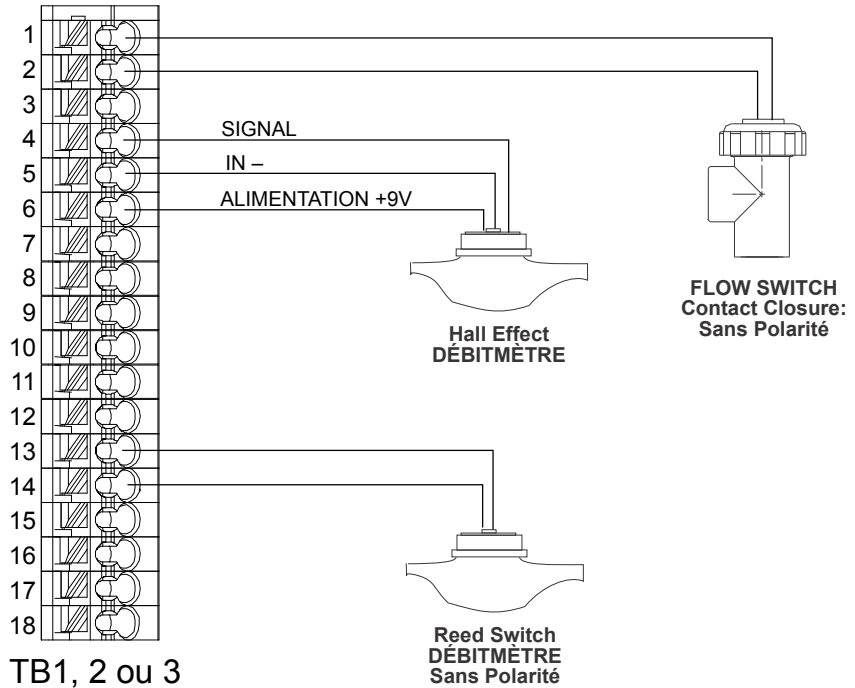 1
2
3
4
5
6
7
8
9
10
11
12
13
14
15
16
17
18
SIGNAL
IN –
ALIMENTATION +9V
Hall Effect
DÉBITMÈTRE
FLOW SWITCH
Contact Closure:
Sans Polarité
Reed Switch
DÉBITMÈTRE
Sans Polarité
TB1, 2 ou 3